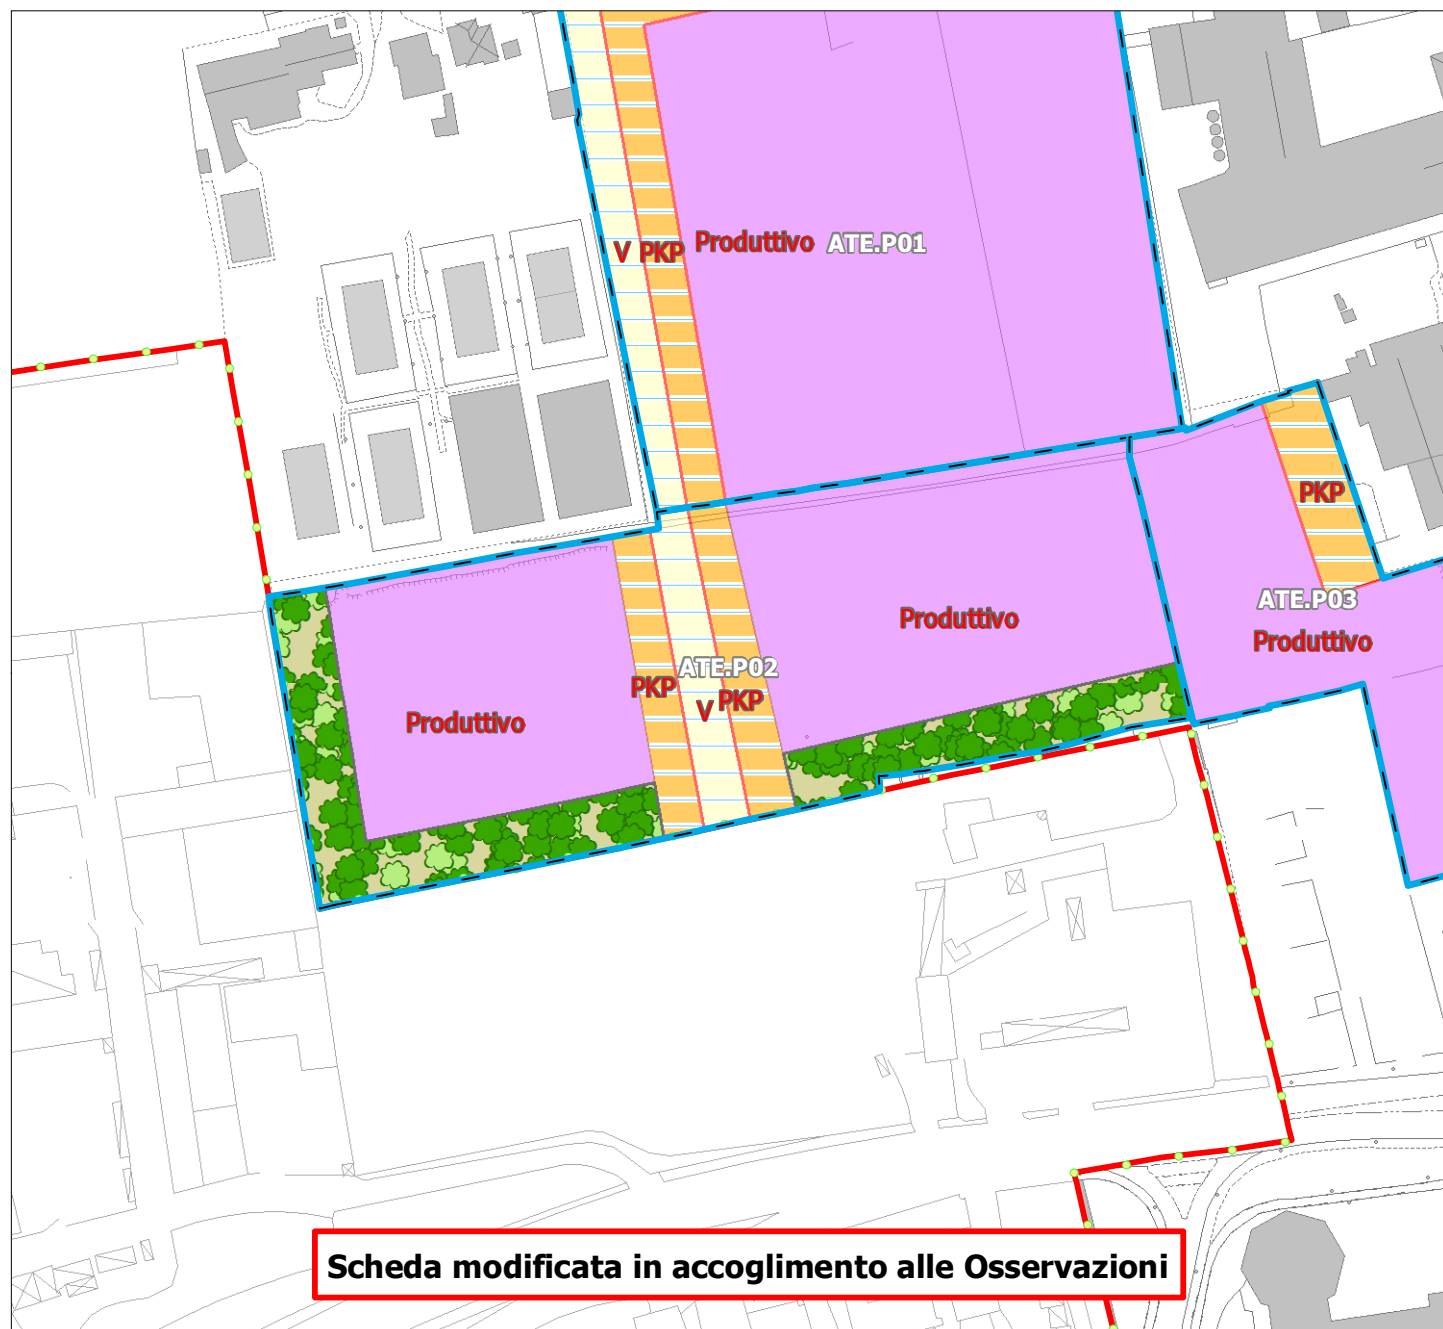 V PKP Produttivo ATE.P01
PKP
ATE.P03
Produttivo
Produttivo
ATE.P02
PKP V PKP
Produttivo
Scheda modificata in accoglimento alle Osservazioni